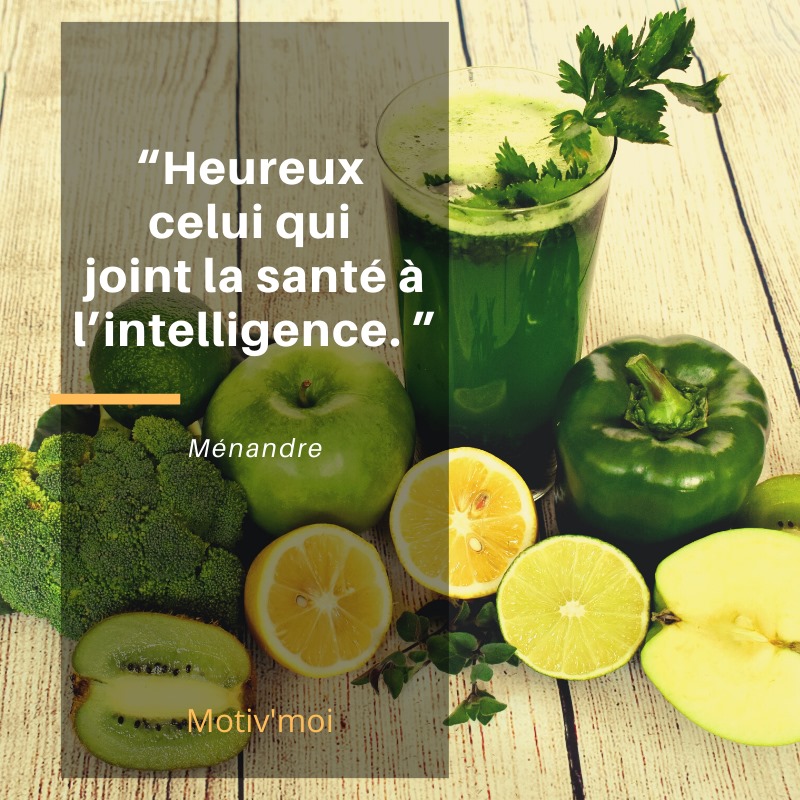 “Heureux
celui qui
joint la santé à
l’intelligence. ”
Ménandre
Motiv'moi